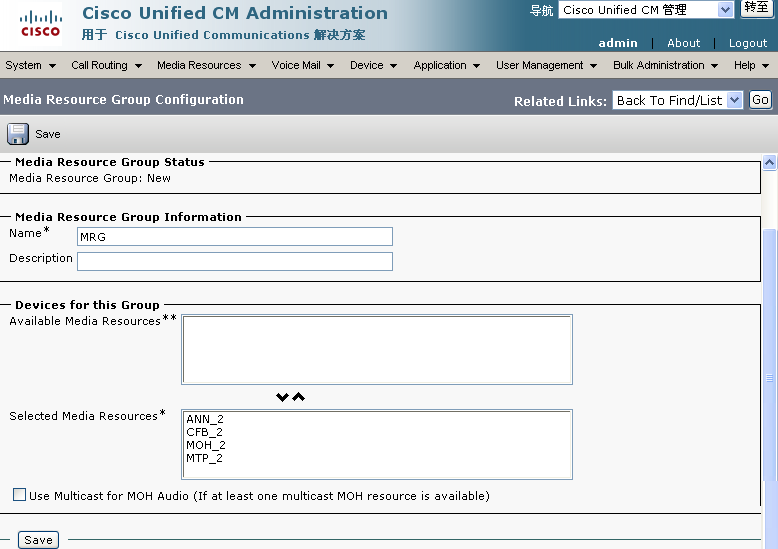 CISCO
Cisco Unified CM Administration
用于 Cisco Unified Communications 解决方案
导航 Cisco Unified CM 管理 转至
admin | About | Logout
System Call Routing Media Resources Voice Mail Device Application User Management Bulk Administration Help
Media Resource Group Configuration
Related Links: Back To Find/List Go
Save
Media Resource Group Status
Media Resource Group: New
Media Resource Group Information
Name* MRG
Description
Devices for this Group
Available Media Resources**
Selected Media Resources*
ANN_2
CFB_2
MOH_2
MTP_2
Use Multicast for MOH Audio (If at least one multicast MOH resource is available)
Save